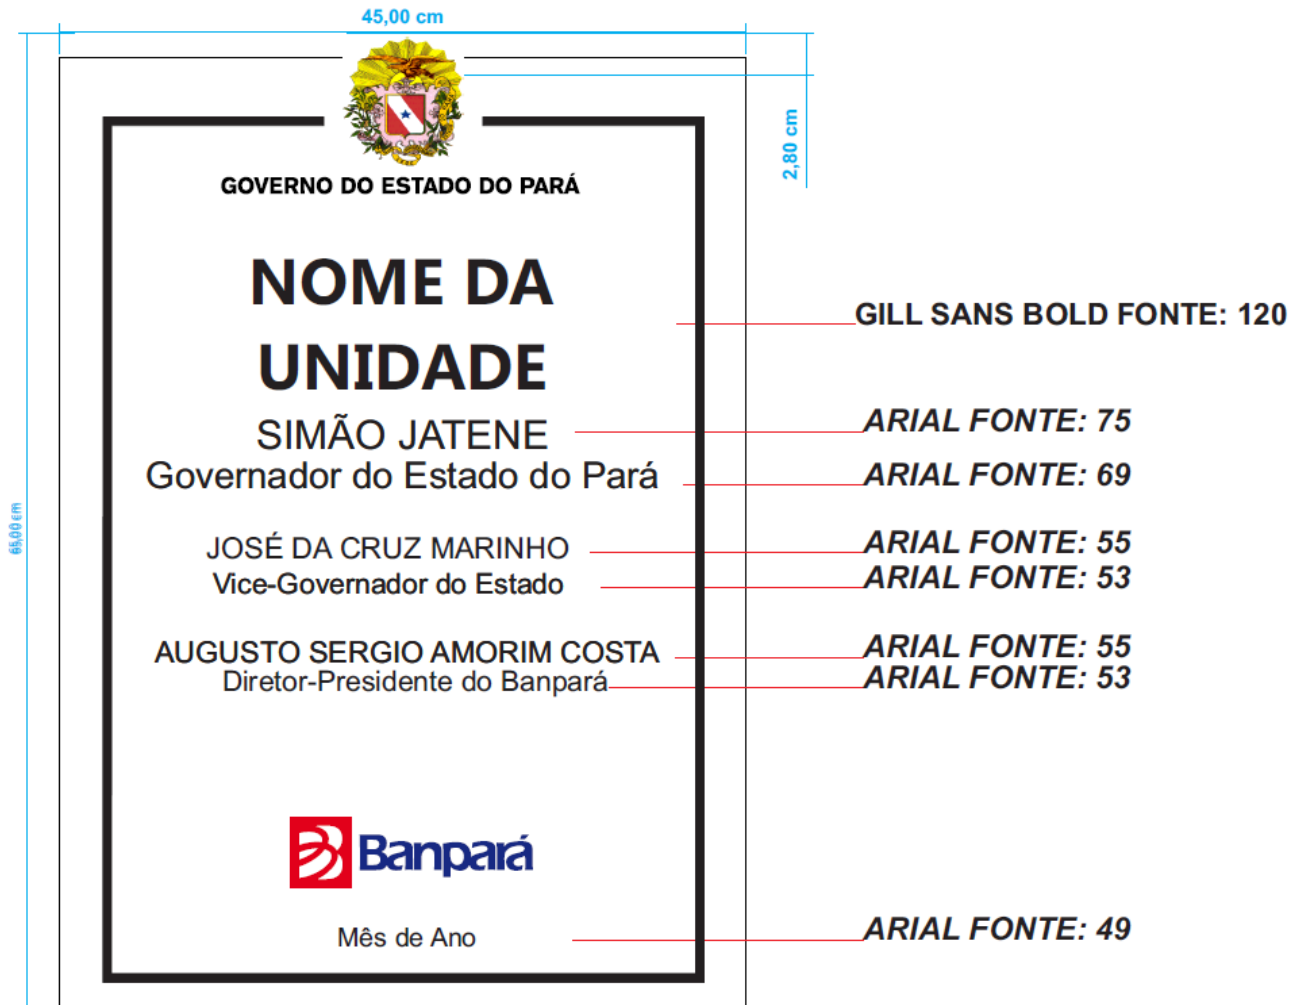 45,00 cm
2,80 cm
GOVERNO DO ESTADO DO PARÁ
NOME DA
UNIDADE
GILL SANS BOLD FONTE: 120
SIMÃO JATENE
ARIAL FONTE: 75
Governador do Estado do Pará
ARIAL FONTE: 69
JOSÉ DA CRUZ MARINHO
ARIAL FONTE: 55
Vice-Governador do Estado
ARIAL FONTE: 53
AUGUSTO SERGIO AMORIM COSTA
ARIAL FONTE: 55
Diretor-Presidente do Banpará
ARIAL FONTE: 53
Banpará
Mês de Ano
ARIAL FONTE: 49